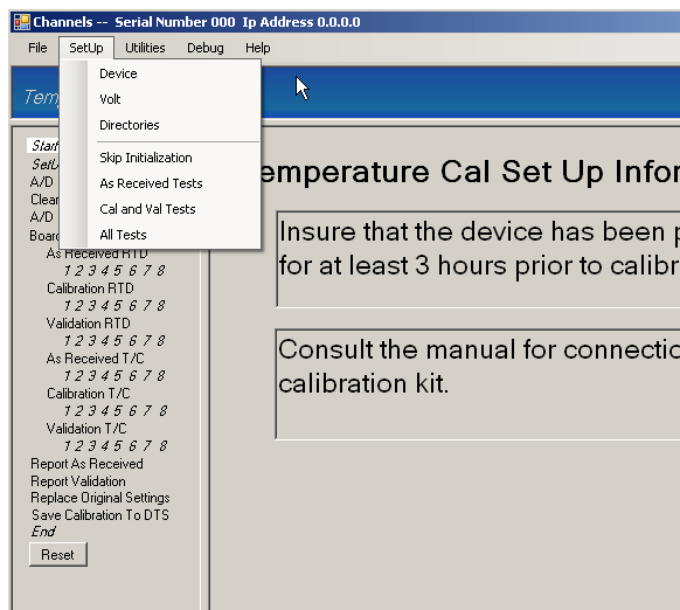 Channels -- Serial Number 000 Ip Address 0.0.0.0
File SetUp Utilities Debug Help
Device
Volt
Directories
Skip Initialization
As Received Tests
Cal and Val Tests
All Tests
Tem
Start
SetU
A/D
Clear
A/D
Board
As Received RTD
1 2 3 4 5 6 7 8
Calibration RTD
1 2 3 4 5 6 7 8
Validation RTD
1 2 3 4 5 6 7 8
As Received T/C
1 2 3 4 5 6 7 8
Calibration T/C
1 2 3 4 5 6 7 8
Validation T/C
1 2 3 4 5 6 7 8
Report As Received
Report Validation
Replace Original Settings
Save Calibration To DTS
End
Reset
emperature Cal Set Up Infor
Insure that the device has been p
for at least 3 hours prior to calibr
Consult the manual for connectio
calibration kit.